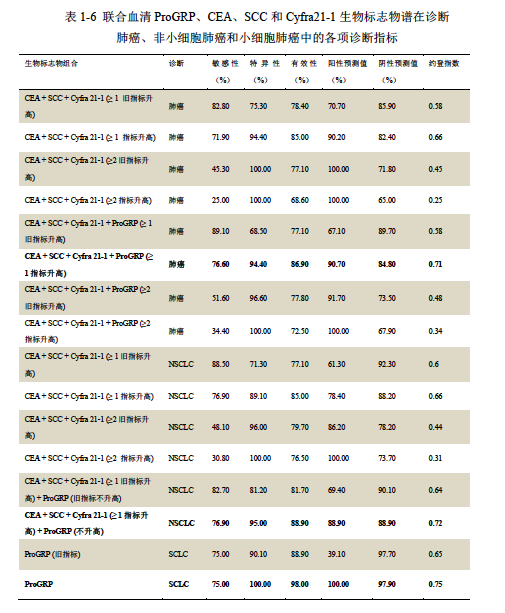 表 1-6 联合血清 ProGRP、CEA、SCC 和 Cyfra21-1 生物标志物谱在诊断
肺癌、非小细胞肺癌和小细胞肺癌中的各项诊断指标
生物标志物组合 诊断 敏感性 特异性 有效性 阳性预测值 阴性预测值 约登指数
（%） （%） （%） （%） （%）
CEA + SCC + Cyfra 21-1 (≥ 1 旧指标升
高) 肺癌 82.80 75.30 78.40 70.70 85.90 0.58
CEA + SCC + Cyfra 21-1 (≥ 1 指标升高) 肺癌 71.90 94.40 85.00 90.20 82.40 0.66
CEA + SCC + Cyfra 21-1 (≥2 旧指标升
高) 肺癌 45.30 100.00 77.10 100.00 71.80 0.45
CEA + SCC + Cyfra 21-1 (≥2 指标升高) 肺癌 25.00 100.00 68.60 100.00 65.00 0.25
CEA + SCC + Cyfra 21-1 + ProGRP (≥ 1
旧指标升高) 肺癌 89.10 68.50 77.10 67.10 89.70 0.58
CEA + SCC + Cyfra 21-1 + ProGRP (≥
1 指标升高) 肺癌 76.60 94.40 86.90 90.70 84.80 0.71
CEA + SCC + Cyfra 21-1 + ProGRP (≥2
旧指标升高) 肺癌 51.60 96.60 77.80 91.70 73.50 0.48
CEA + SCC + Cyfra 21-1 + ProGRP (≥2
指标升高) 肺癌 34.40 100.00 72.50 100.00 67.90 0.34
CEA + SCC + Cyfra 21-1 (≥ 1 旧指标升
高) NSCLC 88.50 71.30 77.10 61.30 92.30 0.6
CEA + SCC + Cyfra 21-1 (≥ 1 指标升高) NSCLC 76.90 89.10 85.00 78.40 88.20 0.66
CEA + SCC + Cyfra 21-1 (≥2 旧指标升
高) NSCLC 48.10 96.00 79.70 86.20 78.20 0.44
CEA + SCC + Cyfra 21-1 (≥2 指标升高) NSCLC 30.80 100.00 76.50 100.00 73.70 0.31
CEA + SCC + Cyfra 21-1 (≥ 1 旧指标升
高) + ProGRP (旧指标不升高) NSCLC 82.70 81.20 81.70 69.40 90.10 0.64
CEA + SCC + Cyfra 21-1 (≥1 指标升
高) + ProGRP (不升高) NSCLC 76.90 95.00 88.90 88.90 88.90 0.72
ProGRP (旧指标) SCLC 75.00 90.10 88.90 39.10 97.70 0.65
ProGRP SCLC 75.00 100.00 98.00 100.00 97.90 0.75